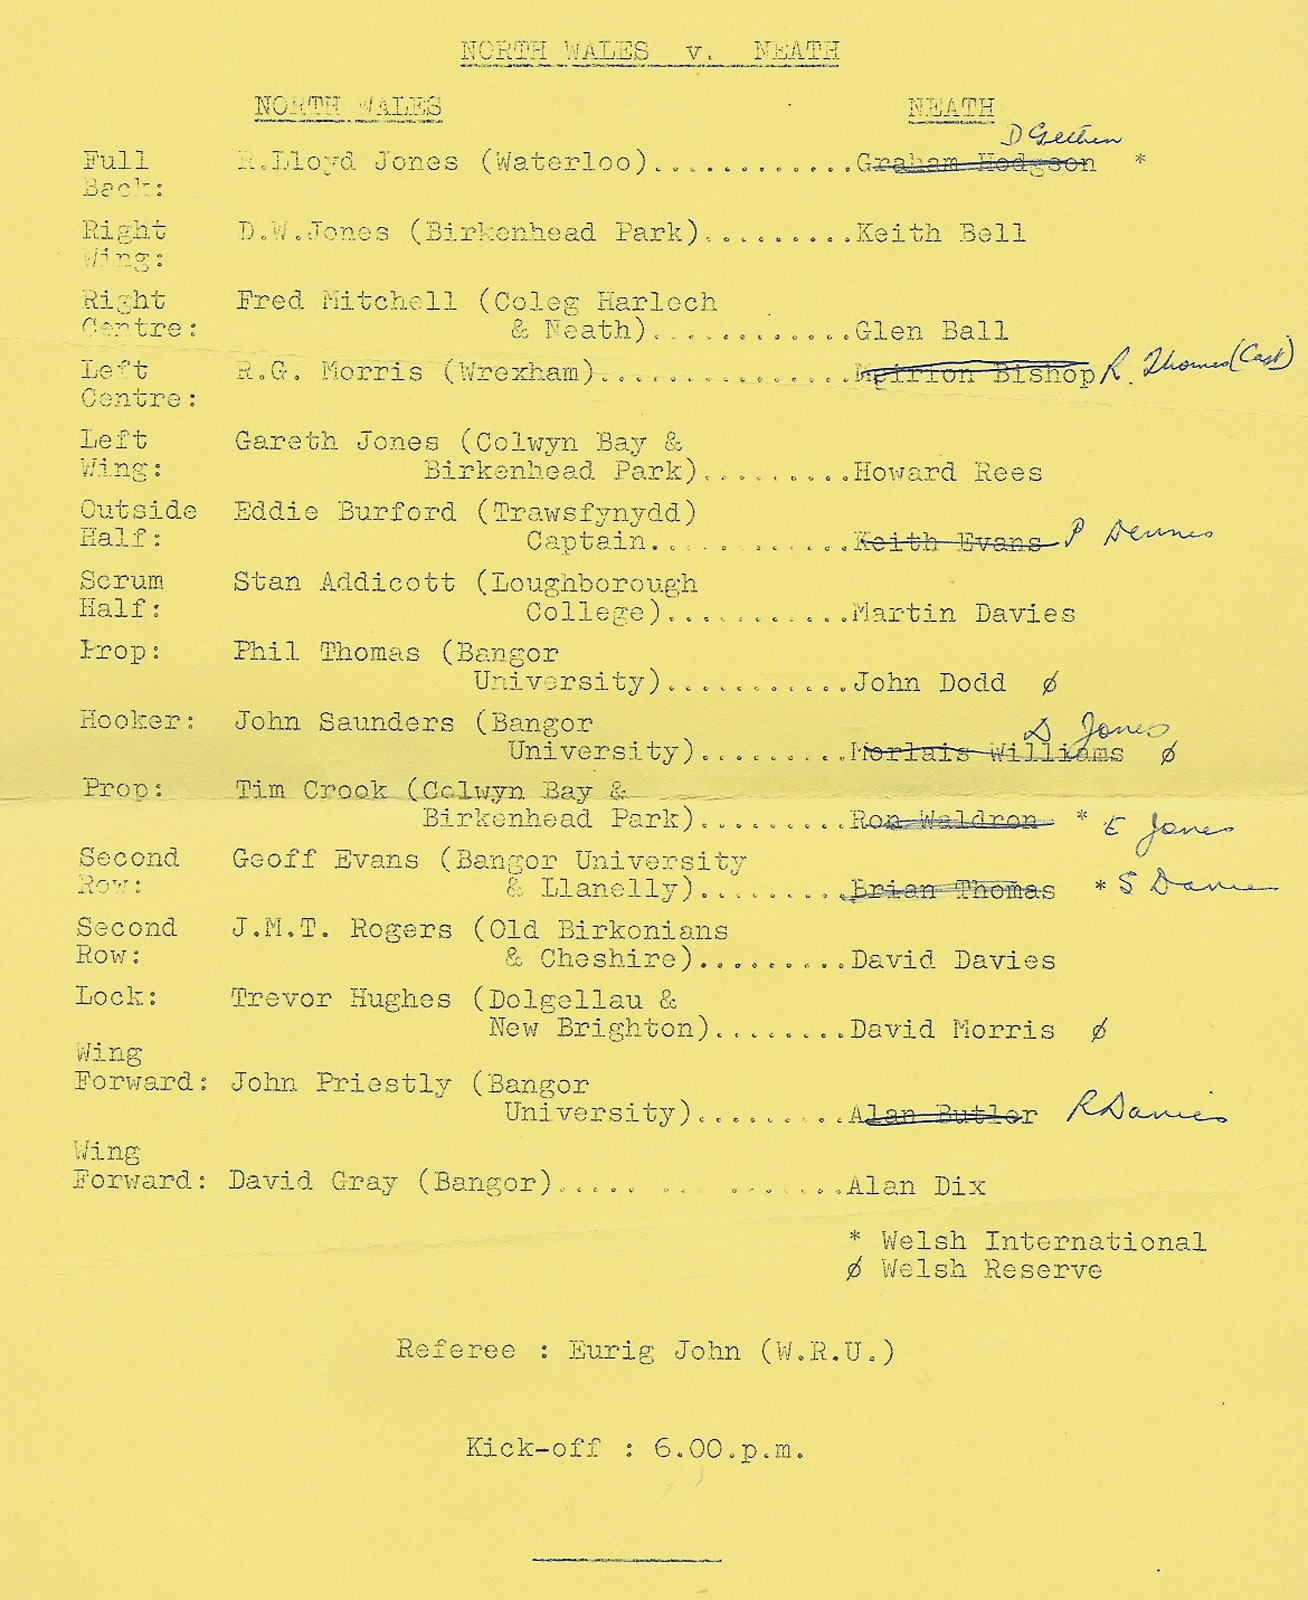 NORTH WALES v. NEATH
NORTH WALES NEATH
D Gethin
Full R.Lloyd Jones (Waterloo)............Graham Hodgson *
Back:
Right D.W.Jones (Birkenhead Park).........Keith Bell
Wing:
Right Fred Mitchell (Coleg Harlech
Centre: & Neath)............Glen Ball
Left R.G. Morris (Wrexham)...............Meirion Bishop R. Thomas (Capt)
Centre:
Left Gareth Jones (Colwyn Bay &
Wing: Birkenhead Park).........Howard Rees
Outside Eddie Burford (Trawsfynydd)
Half: Captain............Keith Evans P Dennes
Scrum Stan Addicott (Loughborough
Half: College)...........Martin Davies
Prop: Phil Thomas (Bangor
University)...........John Dodd ø
Hooker: John Saunders (Bangor D Jones
University).........Morlais Williams ø
Prop: Tim Crook (Colwyn Bay &
Birkenhead Park).........Ron Waldron * E Jones
Second Geoff Evans (Bangor University
Row: & Llanelly).........Brian Thomas * S Davies
Second J.M.T. Rogers (Old Birkonians
Row: & Cheshire).........David Davies
Lock: Trevor Hughes (Dolgellau &
New Brighton)........David Morris ø
Wing
Forward: John Priestly (Bangor
University).........Alan Butler R Davies
Wing
Forward: David Gray (Bangor)..... .. .......Alan Dix
* Welsh International
ø Welsh Reserve
Referee : Eurig John (W.R.U.)
Kick-off : 6.00.p.m.